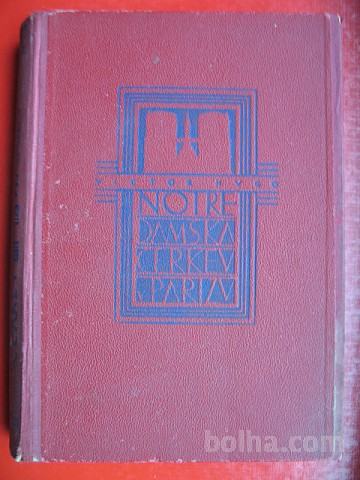 VICTOR HUGO
NOTRE
DAMSKA
CERKEV
V PARIZU
bolha.com